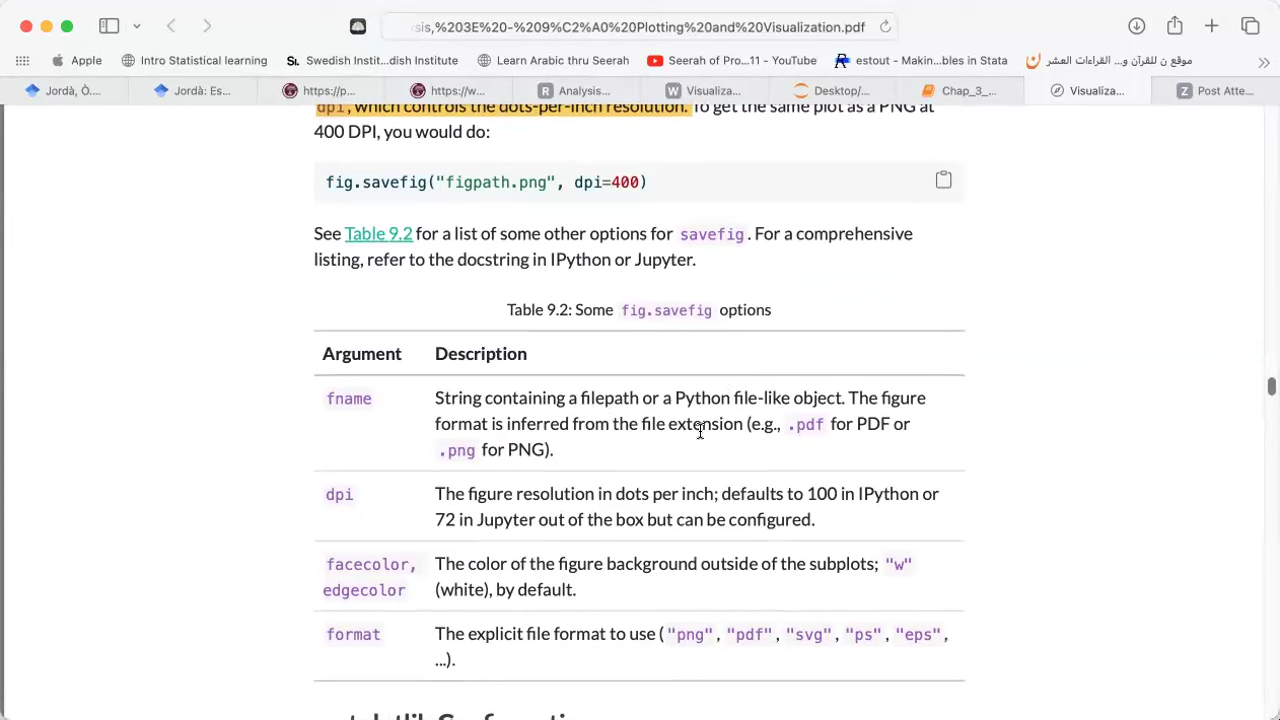 sis,%203E%20-%209%C2%A0%20Plotting%20and%20Visualization.pdf
Apple
Intro Statistical learning
Swedish Instit...dish Institute
Learn Arabic thru Seerah
Seerah of Pro...11 - YouTube
estout - Makin...bles in Stata
موقع ن للقرآن و... القراءات العشر
Jordà, Ò....
Jordà: Es...
https://p...
https://w...
Analysis...
Visualiza...
Desktop/...
Chap_3_...
Visualiza...
Post Atte...
dpi, which controls the dots-per-inch resolution. To get the same plot as a PNG at
400 DPI, you would do:
fig.savefig("figpath.png", dpi=400)
See Table 9.2 for a list of some other options for savefig. For a comprehensive
listing, refer to the docstring in IPython or Jupyter.
Table 9.2: Some fig.savefig options
Argument Description
fname String containing a filepath or a Python file-like object. The figure
format is inferred from the file extension (e.g., .pdf for PDF or
.png for PNG).
dpi The figure resolution in dots per inch; defaults to 100 in IPython or
72 in Jupyter out of the box but can be configured.
facecolor, The color of the figure background outside of the subplots; "w"
edgecolor (white), by default.
format The explicit file format to use ("png", "pdf", "svg", "ps", "eps",
...).